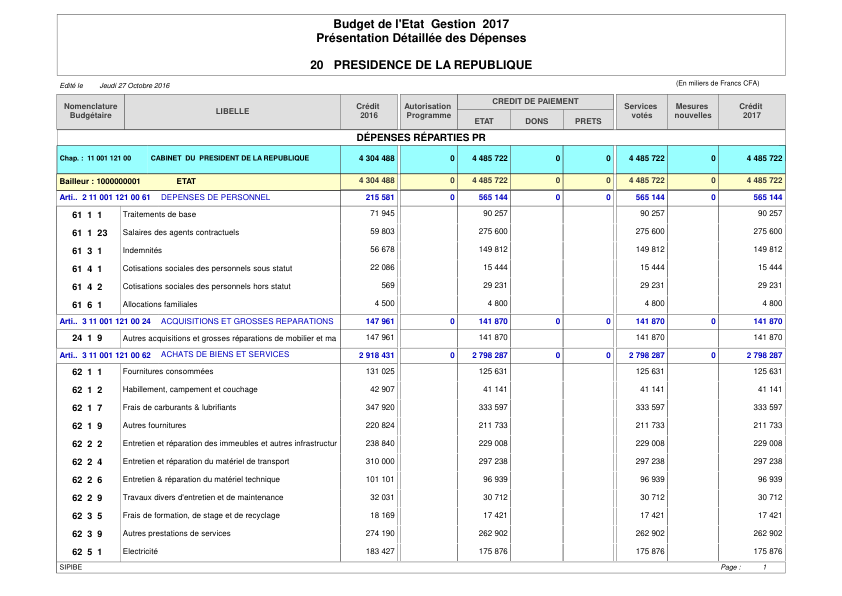 Budget de l'Etat Gestion 2017
Présentation Détaillée des Dépenses
20 PRESIDENCE DE LA REPUBLIQUE
Edité le Jeudi 27 Octobre 2016 (En miliers de Francs CFA)
Nomenclature Budgétaire LIBELLE Crédit 2016 Autorisation Programme CREDIT DE PAIEMENT ETAT DONS PRETS Services votés Mesures nouvelles Crédit 2017
DÉPENSES RÉPARTIES PR
Chap. : 11 001 121 00 CABINET DU PRESIDENT DE LA REPUBLIQUE 4 304 488 0 4 485 722 0 0 4 485 722 0 4 485 722
Bailleur : 1000000001 ETAT 4 304 488 0 4 485 722 0 0 4 485 722 0 4 485 722
Arti.. 2 11 001 121 00 61 DEPENSES DE PERSONNEL 215 581 0 565 144 0 0 565 144 0 565 144
61 1 1 Traitements de base 71 945 90 257 90 257 90 257
61 1 23 Salaires des agents contractuels 59 803 275 600 275 600 275 600
61 3 1 Indemnités 56 678 149 812 149 812 149 812
61 4 1 Cotisations sociales des personnels sous statut 22 086 15 444 15 444 15 444
61 4 2 Cotisations sociales des personnels hors statut 569 29 231 29 231 29 231
61 6 1 Allocations familiales 4 500 4 800 4 800 4 800
Arti.. 3 11 001 121 00 24 ACQUISITIONS ET GROSSES REPARATIONS 147 961 0 141 870 0 0 141 870 0 141 870
24 1 9 Autres acquisitions et grosses réparations de mobilier et ma 147 961 141 870 141 870 141 870
Arti.. 3 11 001 121 00 62 ACHATS DE BIENS ET SERVICES 2 918 431 0 2 798 287 0 0 2 798 287 0 2 798 287
62 1 1 Fournitures consommées 131 025 125 631 125 631 125 631
62 1 2 Habillement, campement et couchage 42 907 41 141 41 141 41 141
62 1 7 Frais de carburants & lubrifiants 347 920 333 597 333 597 333 597
62 1 9 Autres fournitures 220 824 211 733 211 733 211 733
62 2 2 Entretien et réparation des immeubles et autres infrastructur 238 840 229 008 229 008 229 008
62 2 4 Entretien et réparation du matériel de transport 310 000 297 238 297 238 297 238
62 2 6 Entretien & réparation du matériel technique 101 101 96 939 96 939 96 939
62 2 9 Travaux divers d'entretien et de maintenance 32 031 30 712 30 712 30 712
62 3 5 Frais de formation, de stage et de recyclage 18 169 17 421 17 421 17 421
62 3 9 Autres prestations de services 274 190 262 902 262 902 262 902
62 5 1 Electricité 183 427 175 876 175 876 175 876
SIPIBE Page : 1